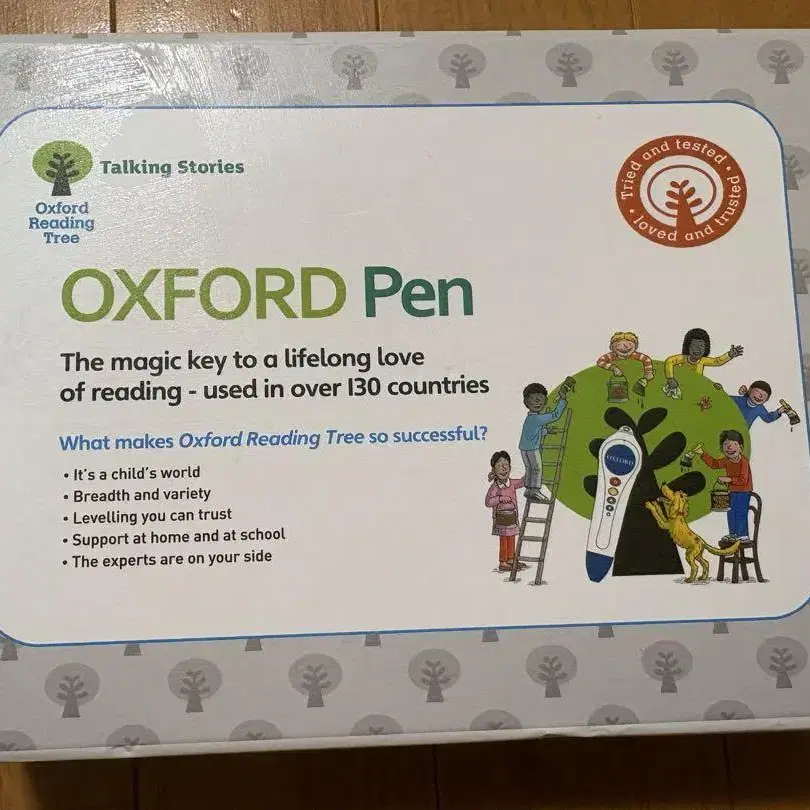 Talking Stories
Oxford
Reading
Tree
Tried and tested •
loved and trusted •
OXFORD Pen
The magic key to a lifelong love
of reading - used in over 130 countries
What makes Oxford Reading Tree so successful?
• It's a child's world
• Breadth and variety
• Levelling you can trust
• Support at home and at school
• The experts are on your side
OXFORD